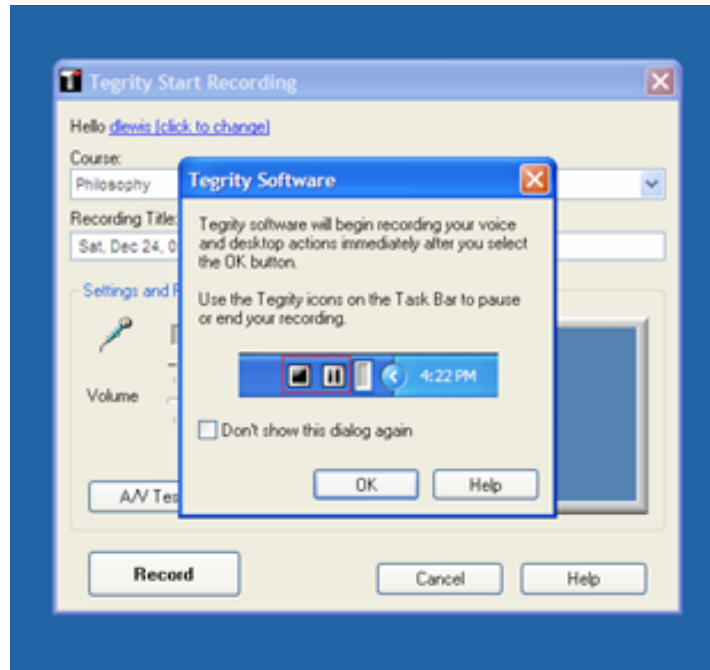 Tegrity Start Recording
Hello dlewis (click to change)
Course:
Philosophy
Recording Title:
Sat, Dec 24, 0
Settings and
Volume
A/V Tes
Record
Cancel
Help
Tegrity Software
Tegrity software will begin recording your voice
and desktop actions immediately after you select
the OK button.
Use the Tegrity icons on the Task Bar to pause
or end your recording.
4:22 PM
Don't show this dialog again
OK
Help